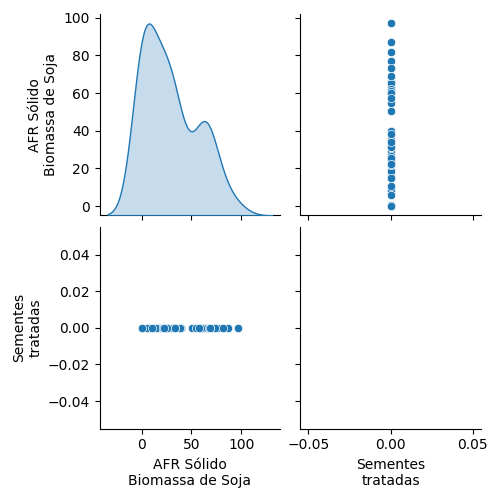 100
80
60
40
20
0
AFR Sólido
Biomassa de Soja
0.04
0.02
0.00
−0.02
−0.04
Sementes
tratadas
0 50 100
AFR Sólido
Biomassa de Soja
−0.05 0.00 0.05
Sementes
tratadas